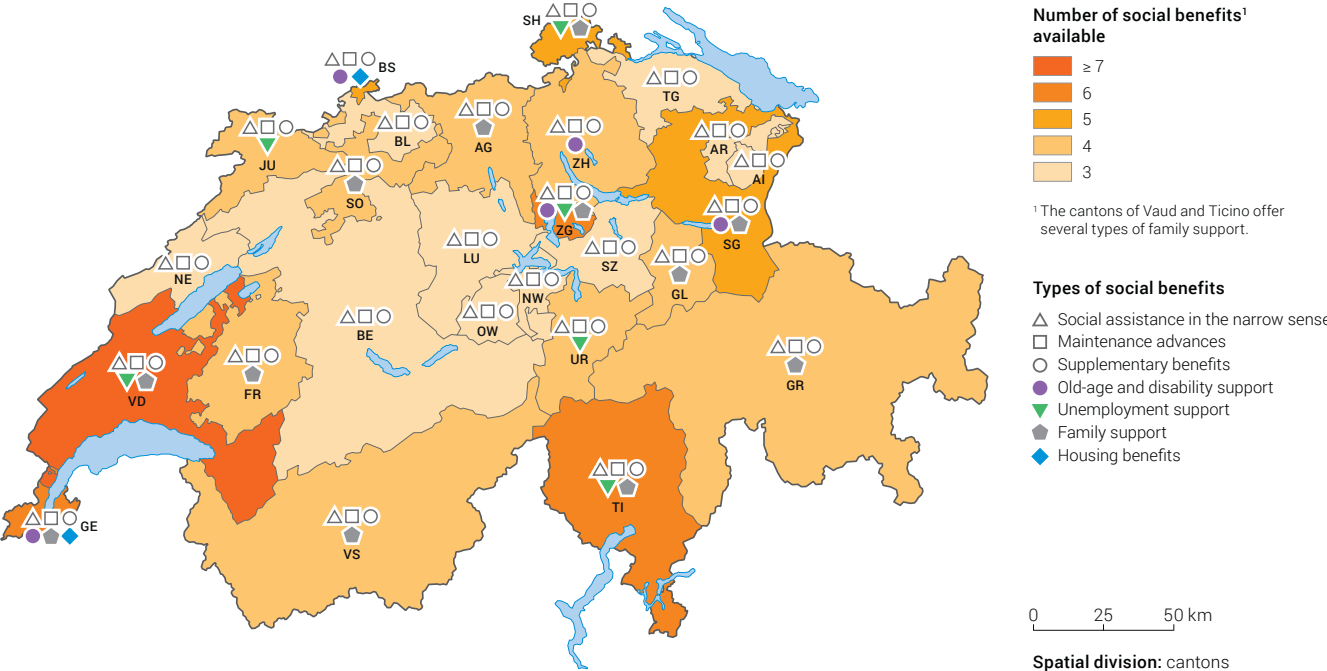 SH
BS
TG
BL
AG
ZH
AR
AI
JU
SO
ZG
SG
LU
SZ
NE
NW
GL
OW
BE
UR
VD
FR
GR
GE
TI
VS
Number of social benefits¹
available
≥ 7
6
5
4
3
¹ The cantons of Vaud and Ticino offer
several types of family support.
Types of social benefits
Social assistance in the narrow sense
Maintenance advances
Supplementary benefits
Old-age and disability support
Unemployment support
Family support
Housing benefits
0 25 50 km
Spatial division: cantons